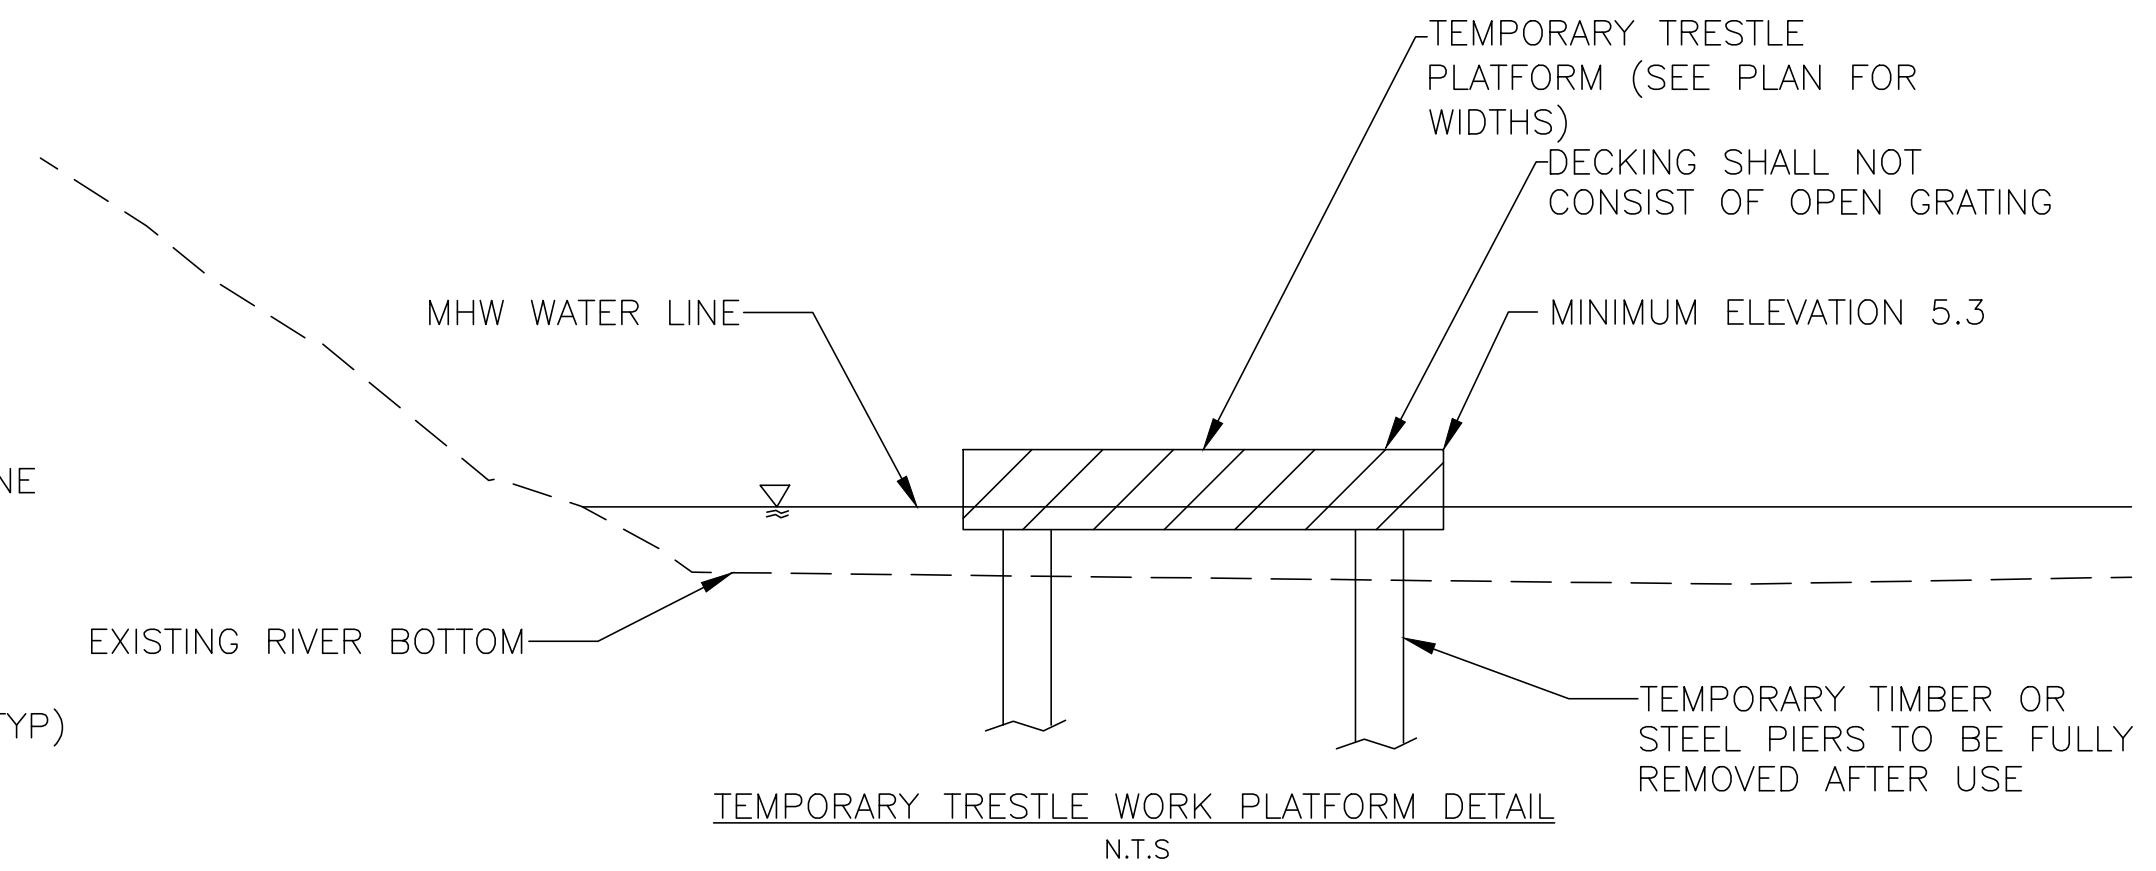 TEMPORARY TRESTLE
PLATFORM (SEE PLAN FOR
WIDTHS)
DECKING SHALL NOT
CONSIST OF OPEN GRATING
MHW WATER LINE
MINIMUM ELEVATION 5.3
NE
EXISTING RIVER BOTTOM
TEMPORARY TIMBER OR
STEEL PIERS TO BE FULLY
REMOVED AFTER USE
TYP)
TEMPORARY TRESTLE WORK PLATFORM DETAIL
N.T.S